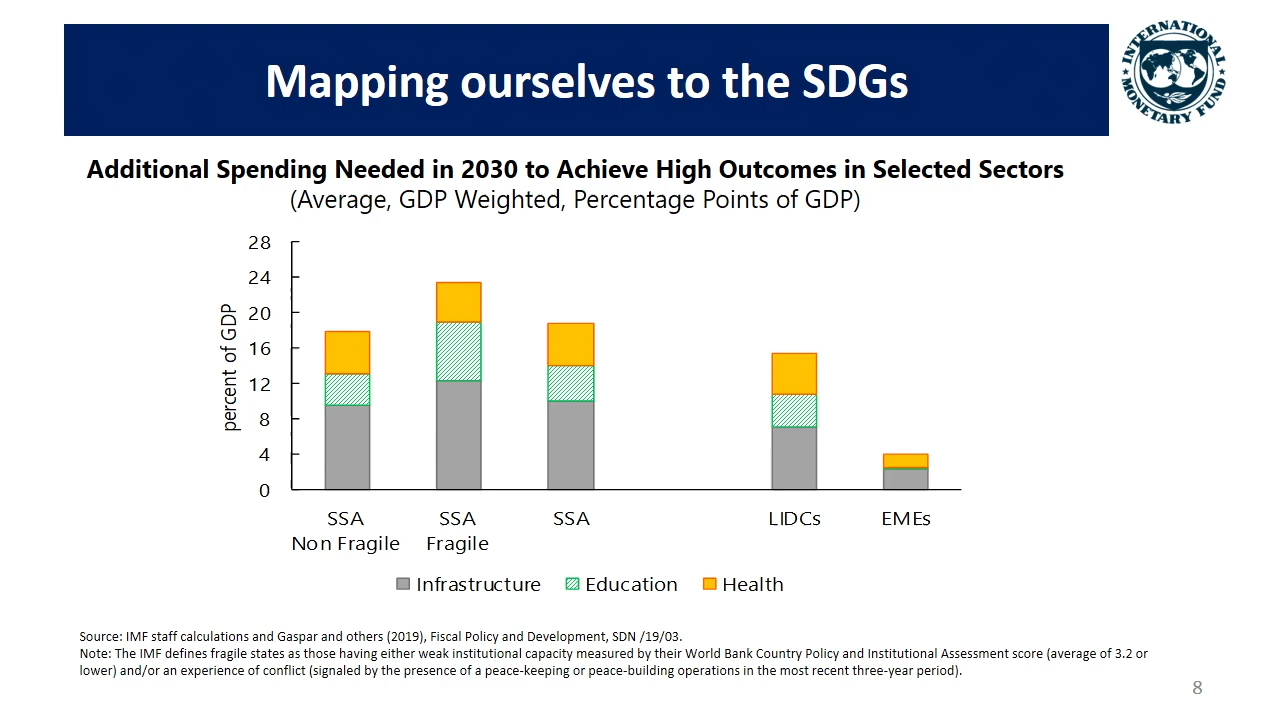 Mapping ourselves to the SDGs
INTERNATIONAL MONETARY FUND
Additional Spending Needed in 2030 to Achieve High Outcomes in Selected Sectors
(Average, GDP Weighted, Percentage Points of GDP)
percent of GDP
28
24
20
16
12
8
4
0
SSA Non Fragile
SSA Fragile
SSA
LIDCs
EMEs
Infrastructure
Education
Health
Source: IMF staff calculations and Gaspar and others (2019), Fiscal Policy and Development, SDN /19/03.
Note: The IMF defines fragile states as those having either weak institutional capacity measured by their World Bank Country Policy and Institutional Assessment score (average of 3.2 or
lower) and/or an experience of conflict (signaled by the presence of a peace-keeping or peace-building operations in the most recent three-year period).
8